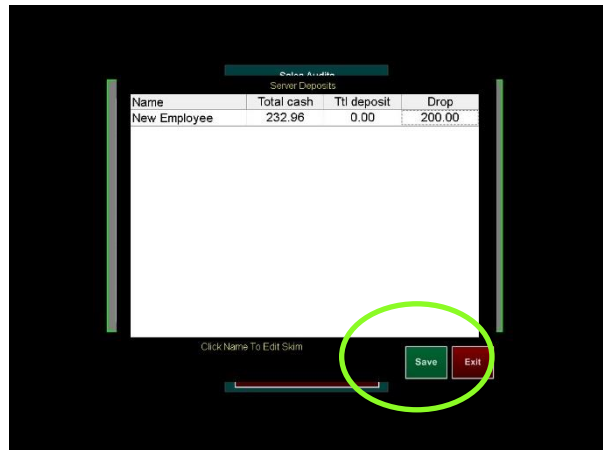 Sales Audits
Server Deposits
Name Total cash Ttl deposit Drop
New Employee 232.96 0.00 200.00
Click Name To Edit Skim
Save Exit